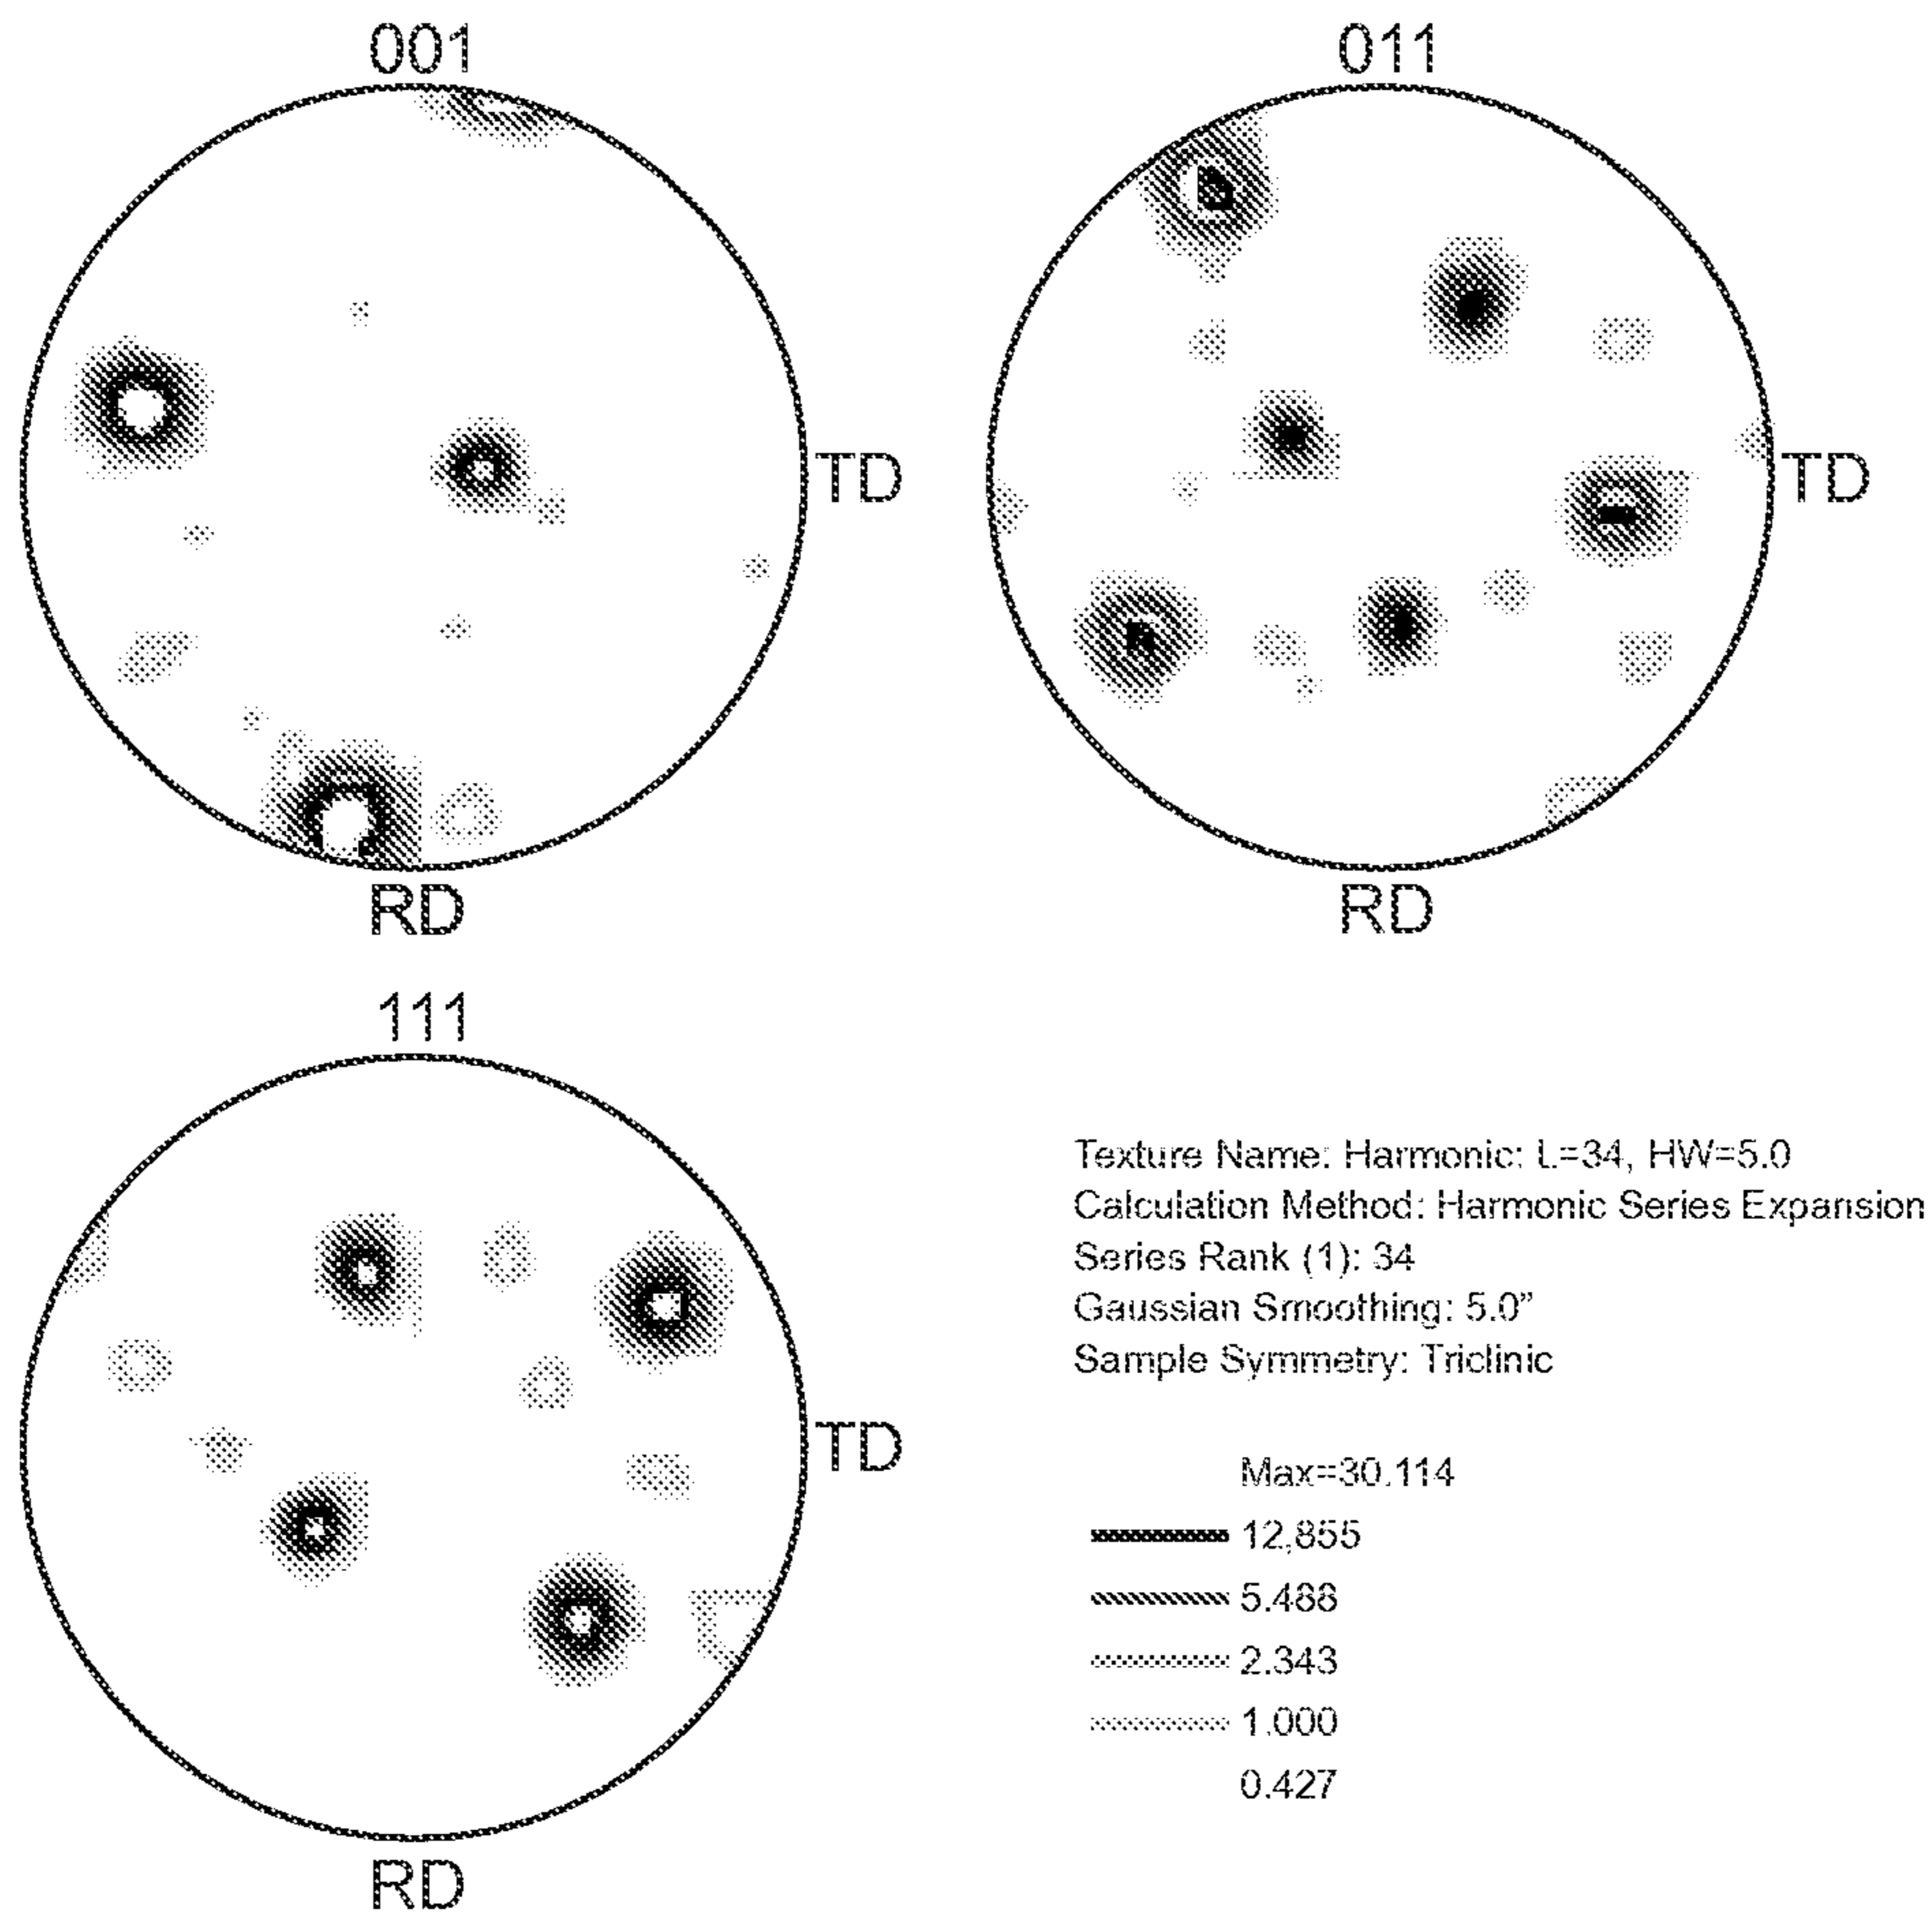 001
011
TD
TD
RD
RD
111
TD
RD
Texture Name: Harmonic: L=34, HW=5.0
Calculation Method: Harmonic Series Expansion
Series Rank (1): 34
Gaussian Smoothing: 5.0”
Sample Symmetry: Triclinic
Max=30.114
12,855
5.488
2.343
1.000
0.427